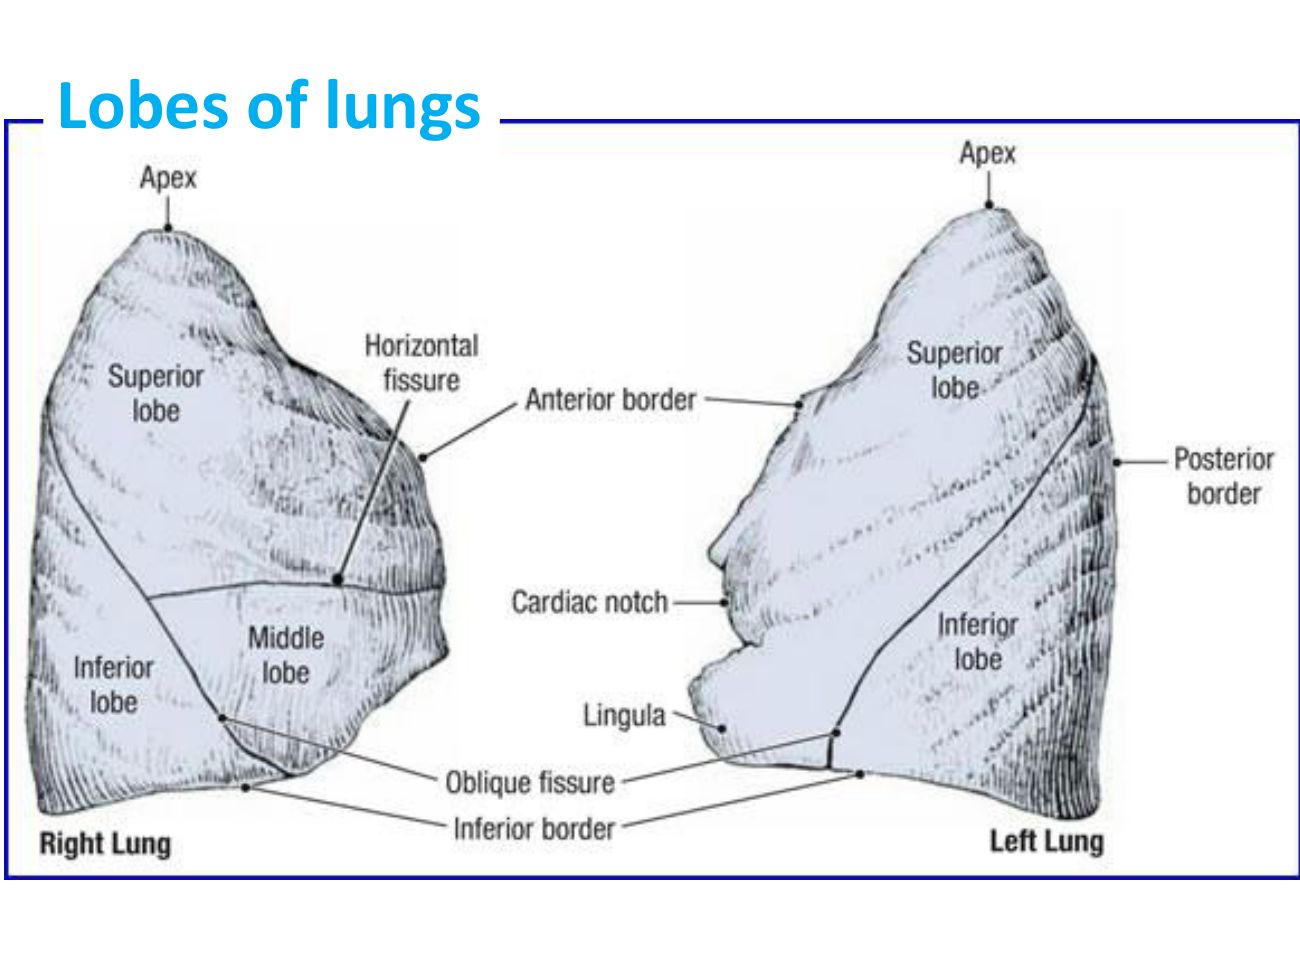 Lobes of lungs
Apex
Apex
Horizontal
fissure
Superior
lobe
Superior
lobe
Anterior border
Posterior
border
Cardiac notch
Middle
lobe
Inferior
lobe
Inferior
lobe
Lingula
Oblique fissure
Inferior border
Right Lung
Left Lung